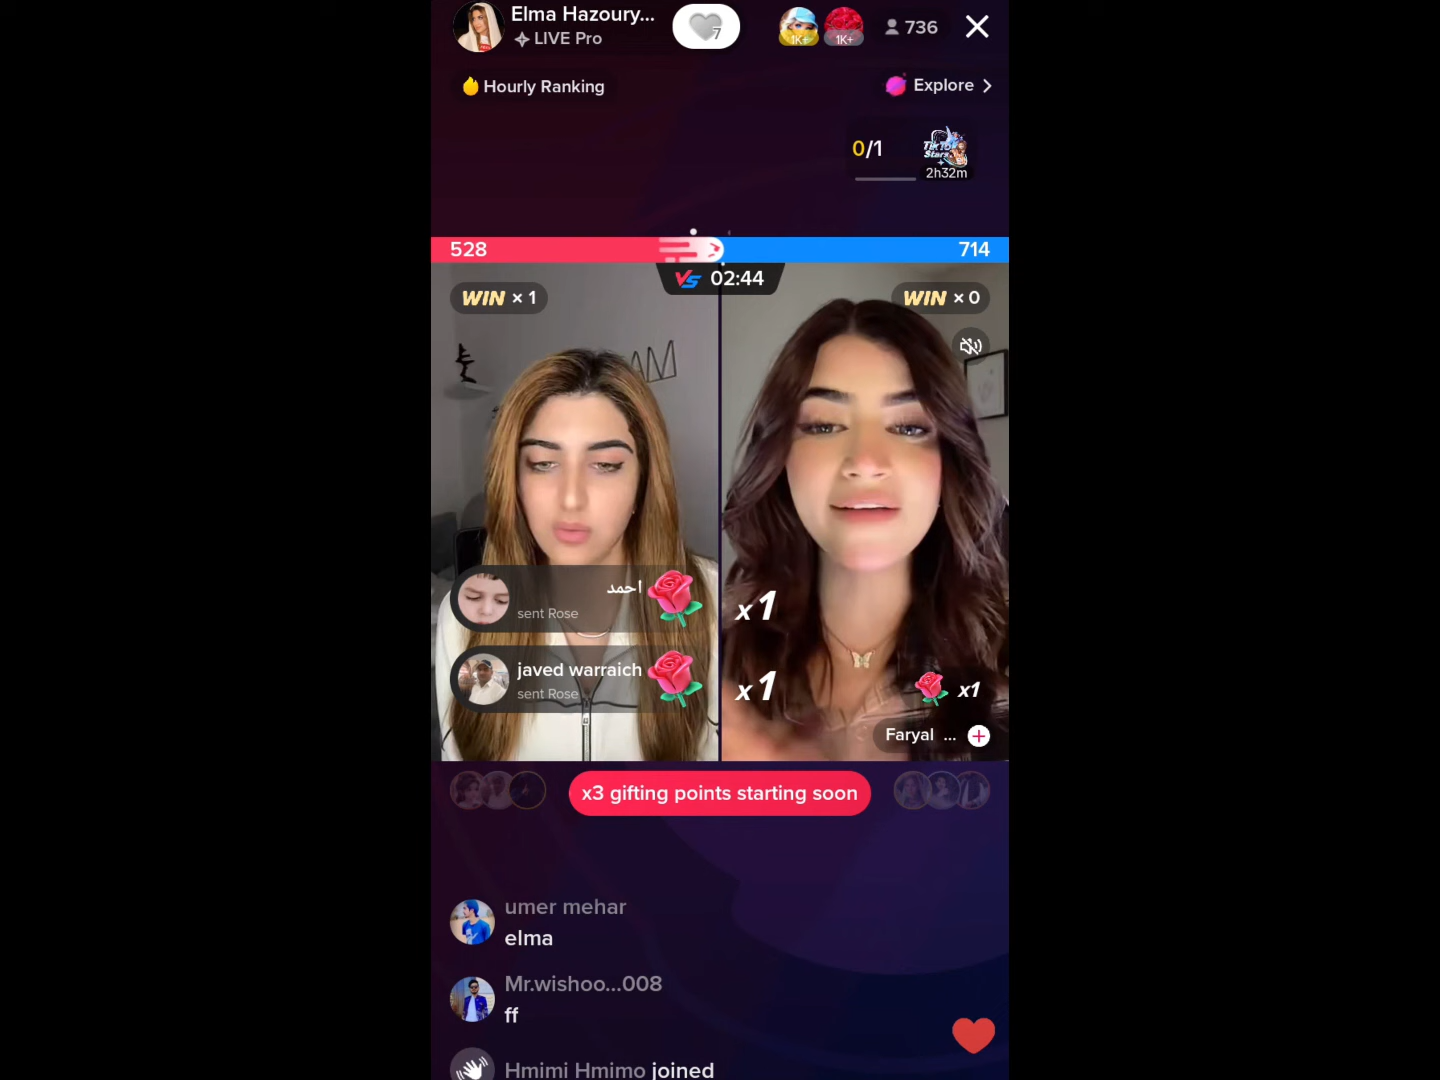 Elma Hazoury...
LIVE Pro
7
1K+
1K+
736
Hourly Ranking
Explore
0/1
2h32m
528
714
VS 02:44
WIN × 1
WIN × 0
احمد
sent Rose
x1
javed warraich
sent Rose
x1
x1
Faryal ...
x3 gifting points starting soon
umer mehar
elma
Mr.wishoo...008
ff
Hmimi Hmimo joined